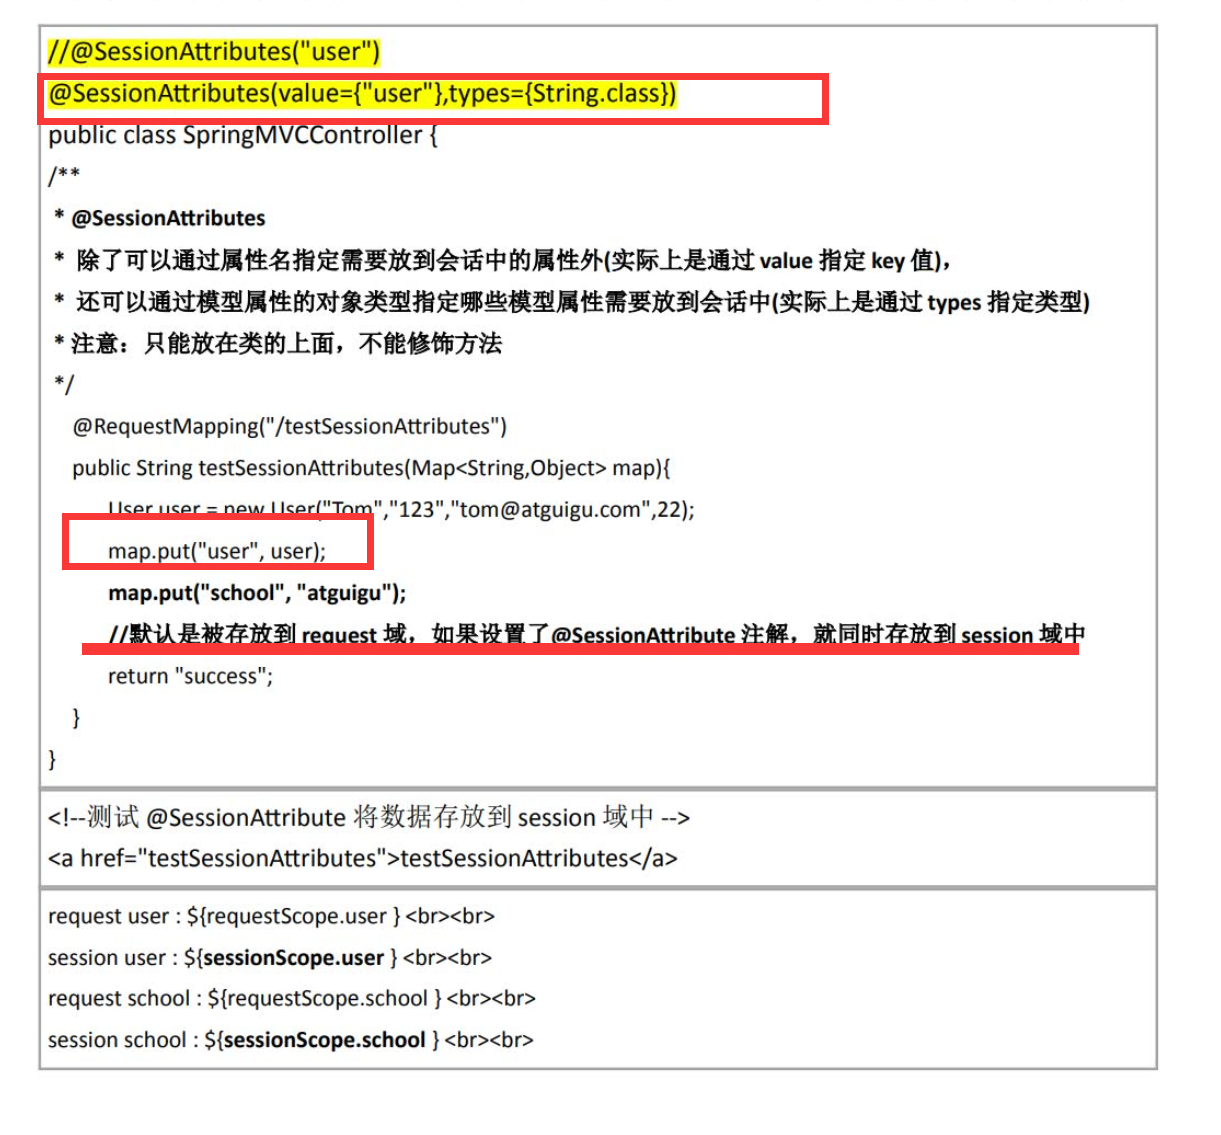 //@SessionAttributes("user")
@SessionAttributes(value={"user"},types={String.class})
public class SpringMVCController {
/**
* @SessionAttributes
* 除了可以通过属性名指定需要放到会话中的属性外(实际上是通过 value 指定 key 值)，
* 还可以通过模型属性的对象类型指定哪些模型属性需要放到会话中(实际上是通过 types 指定类型)
* 注意：只能放在类的上面，不能修饰方法
*/
@RequestMapping("/testSessionAttributes")
public String testSessionAttributes(Map<String,Object> map){
User user = new User("Tom","123","tom@atguigu.com",22);
map.put("user", user);
map.put("school", "atguigu");
//默认是被存放到 request 域，如果设置了@SessionAttribute 注解，就同时存放到 session 域中
return "success";
}
}
<!--测试 @SessionAttribute 将数据存放到 session 域中 -->
<a href="testSessionAttributes">testSessionAttributes</a>
request user : ${requestScope.user } <br><br>
session user : ${sessionScope.user } <br><br>
request school : ${requestScope.school } <br><br>
session school : ${sessionScope.school } <br><br>